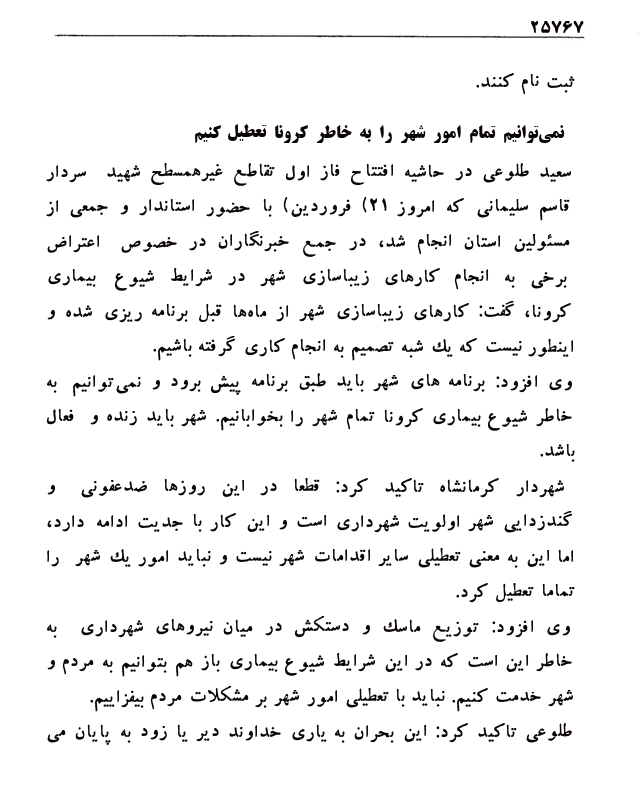 ۲۵۷۶۷
ثبت نام کنند.
نمی‌توانیم تمام امور شهر را به خاطر کرونا تعطیل کنیم
سعید طلوعی در حاشیه افتتاح فاز اول تقاطع غیرهمسطح شهید سردار
قاسم سلیمانی که امروز ۲۱) فروردین) با حضور استاندار و جمعی از
مسئولین استان انجام شد، در جمع خبرنگاران در خصوص اعتراض
برخی به انجام کارهای زیباسازی شهر در شرایط شیوع بیماری
کرونا، گفت: کارهای زیباسازی شهر از ماه‌ها قبل برنامه ریزی شده و
اینطور نیست که یك شبه تصمیم به انجام کاری گرفته باشیم.
وی افزود: برنامه های شهر باید طبق برنامه پیش برود و نمی‌توانیم به
خاطر شیوع بیماری کرونا تمام شهر را بخوابانیم. شهر باید زنده و فعال
باشد.
شهردار کرمانشاه تاکید کرد: قطعا در این روزها ضدعفونی و
گندزدایی شهر اولویت شهرداری است و این کار با جدیت ادامه دارد،
اما این به معنی تعطیلی سایر اقدامات شهر نیست و نباید امور یك شهر را
تماما تعطیل کرد.
وی افزود: توزیع ماسك و دستکش در میان نیروهای شهرداری به
خاطر این است که در این شرایط شیوع بیماری باز هم بتوانیم به مردم و
شهر خدمت کنیم. نباید با تعطیلی امور شهر بر مشکلات مردم بیفزاییم.
طلوعی تاکید کرد: این بحران به یاری خداوند دیر یا زود به پایان می